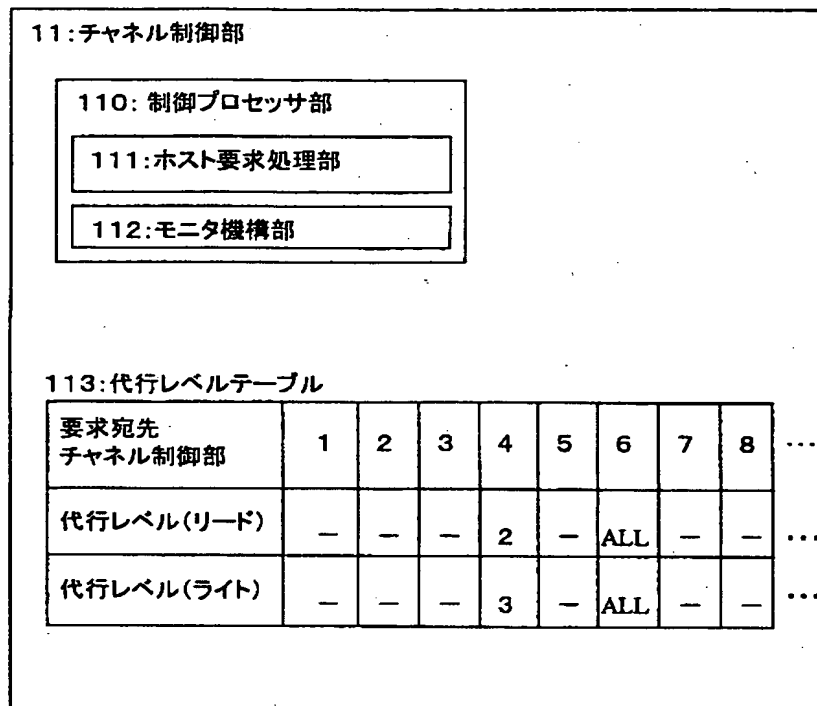 11:チャネル制御部
110: 制御プロセッサ部
111:ホスト要求処理部
112:モニタ機構部
113:代行レベルテーブル
要求宛先
チャネル制御部 1 2 3 4 5 6 7 8 ...
代行レベル(リード) — — — 2 — ALL — — ...
代行レベル(ライト) — — — 3 — ALL — — ...